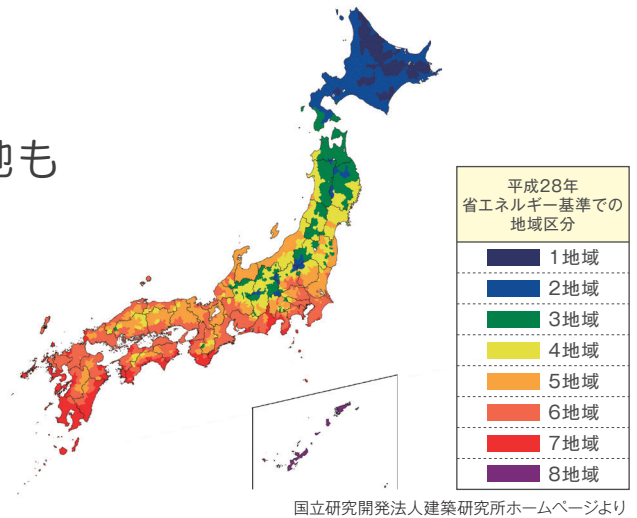 地も
平成28年
省エネルギー基準での
地域区分
1地域
2地域
3地域
4地域
5地域
6地域
7地域
8地域
国立研究開発法人建築研究所ホームページより